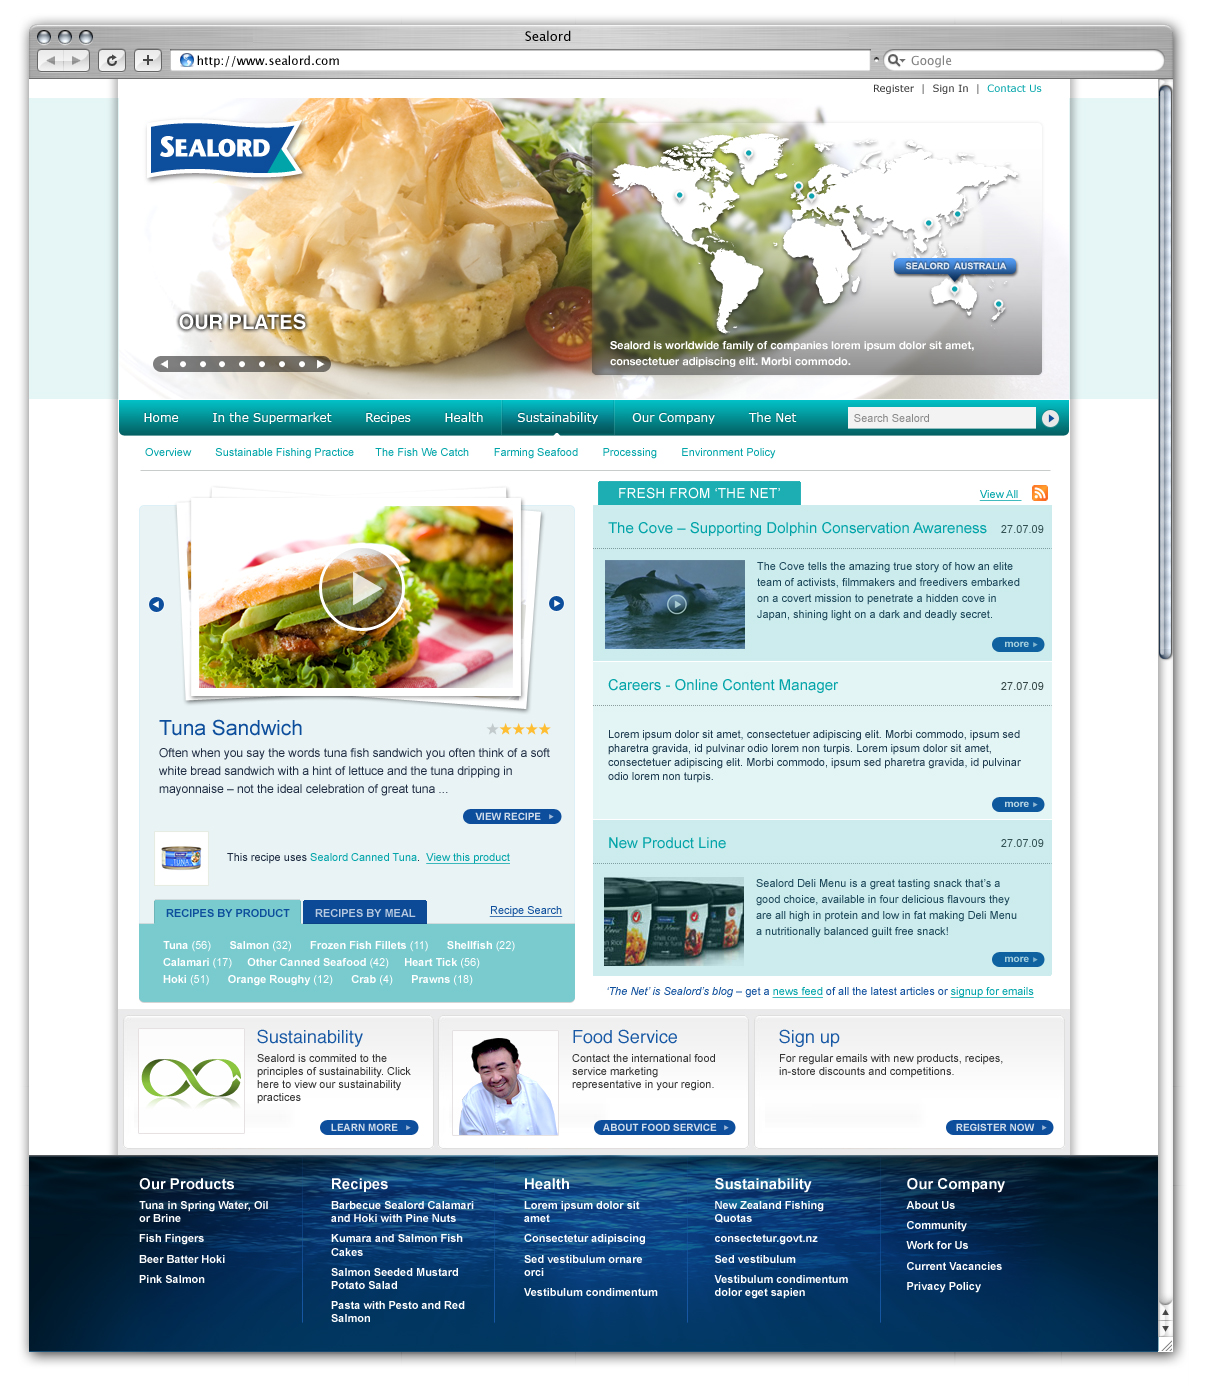 Sealord
http://www.sealord.com
Google
Register | Sign In | Contact Us
SEALORD
SEALORD AUSTRALIA
OUR PLATES
Sealord is worldwide family of companies lorem ipsum dolor sit amet,
consectetuer adipiscing elit. Morbi commodo.
Home In the Supermarket Recipes Health Sustainability Our Company The Net Search Sealord
Overview Sustainable Fishing Practice The Fish We Catch Farming Seafood Processing Environment Policy
Tuna Sandwich
Often when you say the words tuna fish sandwich you often think of a soft
white bread sandwich with a hint of lettuce and the tuna dripping in
mayonnaise – not the ideal celebration of great tuna ...
VIEW RECIPE
TUNA
This recipe uses Sealord Canned Tuna. View this product
RECIPES BY PRODUCT RECIPES BY MEAL Recipe Search
Tuna (56) Salmon (32) Frozen Fish Fillets (11) Shellfish (22)
Calamari (17) Other Canned Seafood (42) Heart Tick (56)
Hoki (51) Orange Roughy (12) Crab (4) Prawns (18)
FRESH FROM ‘THE NET’ View All
The Cove – Supporting Dolphin Conservation Awareness 27.07.09
The Cove tells the amazing true story of how an elite
team of activists, filmmakers and freedivers embarked
on a covert mission to penetrate a hidden cove in
Japan, shining light on a dark and deadly secret.
more
Careers - Online Content Manager 27.07.09
Lorem ipsum dolor sit amet, consectetuer adipiscing elit. Morbi commodo, ipsum sed
pharetra gravida, id pulvinar odio lorem non turpis. Lorem ipsum dolor sit amet,
consectetuer adipiscing elit. Morbi commodo, ipsum sed pharetra gravida, id pulvinar
odio lorem non turpis.
more
New Product Line 27.07.09
Sealord Deli Menu is a great tasting snack that’s a
good choice, available in four delicious flavours they
are all high in protein and low in fat making Deli Menu
a nutritionally balanced guilt free snack!
more
‘The Net’ is Sealord’s blog – get a news feed of all the latest articles or signup for emails
Sustainability
Sealord is commited to the
principles of sustainability. Click
here to view our sustainability
practices
LEARN MORE
Food Service
Contact the international food
service marketing
representative in your region.
ABOUT FOOD SERVICE
Sign up
For regular emails with new products, recipes,
in-store discounts and competitions.
REGISTER NOW
Our Products
Tuna in Spring Water, Oil
or Brine
Fish Fingers
Beer Batter Hoki
Pink Salmon
Recipes
Barbecue Sealord Calamari
and Hoki with Pine Nuts
Kumara and Salmon Fish
Cakes
Salmon Seeded Mustard
Potato Salad
Pasta with Pesto and Red
Salmon
Health
Lorem ipsum dolor sit
amet
Consectetur adipiscing
Sed vestibulum ornare
orci
Vestibulum condimentum
Sustainability
New Zealand Fishing
Quotas
consectetur.govt.nz
Sed vestibulum
Vestibulum condimentum
dolor eget sapien
Our Company
About Us
Community
Work for Us
Current Vacancies
Privacy Policy